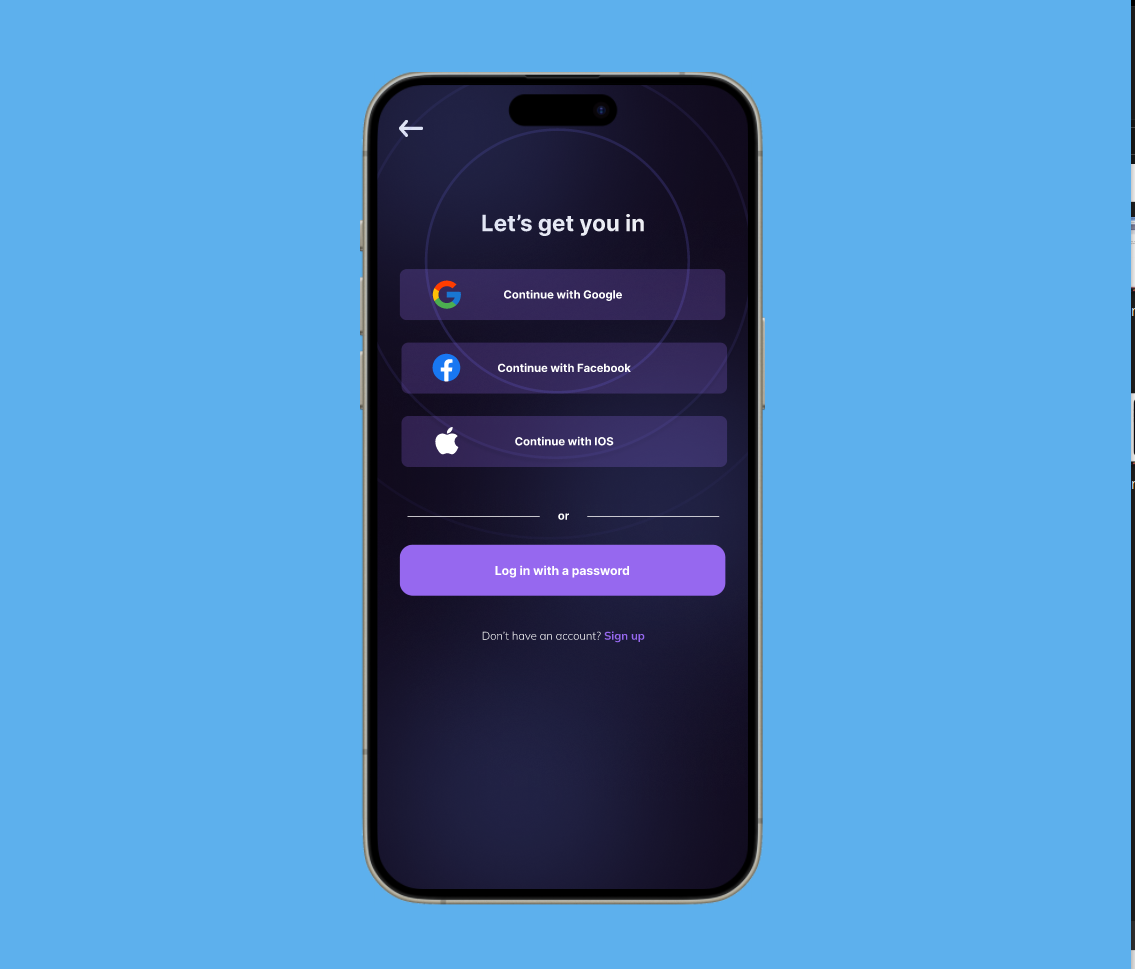 Let’s get you in
Continue with Google
Continue with Facebook
Continue with IOS
or
Log in with a password
Don’t have an account? Sign up